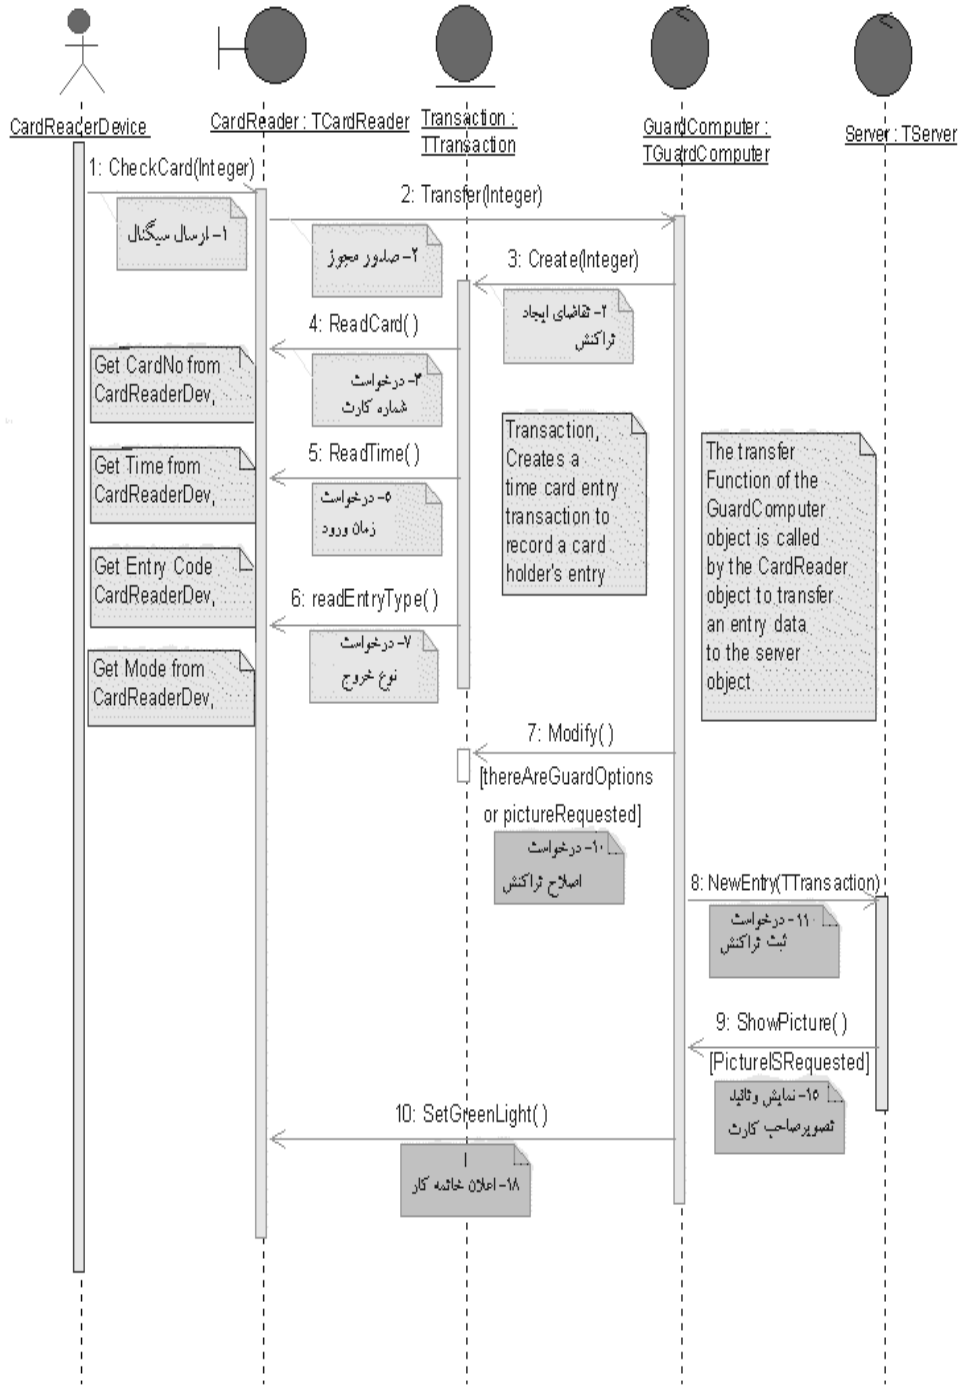 CardReaderDevice
CardReader : TCardReader
Transaction :
TTransaction
GuardComputer :
TGuardComputer
Server : TServer
1: CheckCard(Integer)
۱- ارسال سیگنال
2: Transfer(Integer)
۲- صدور مجوز
3: Create(Integer)
۲- تقاضای ایجاد
تراکنش
4: ReadCard( )
۳- درخواست
شماره کارت
Get CardNo from
CardReaderDev,
5: ReadTime( )
۵- درخواست
زمان ورود
Get Time from
CardReaderDev,
Transaction,
Creates a
time card entry
transaction to
record a card
holder's entry
The transfer
Function of the
GuardComputer
object is called
by the CardReader
object to transfer
an entry data
to the server
object
Get Entry Code
CardReaderDev,
6: readEntryType( )
۷- درخواست
نوع خروج
Get Mode from
CardReaderDev,
7: Modify( )
[thereAreGuardOptions
or pictureRequested]
۱۰- درخواست
اصلاح تراکنش
8: NewEntry(TTransaction)
۱۱- درخواست
ثبت تراکنش
9: ShowPicture( )
[PictureISRequested]
۱۵- نمایش وتائید
تصویرصاحب کارت
10: SetGreenLight( )
۱۸- اعلان خاتمه کار